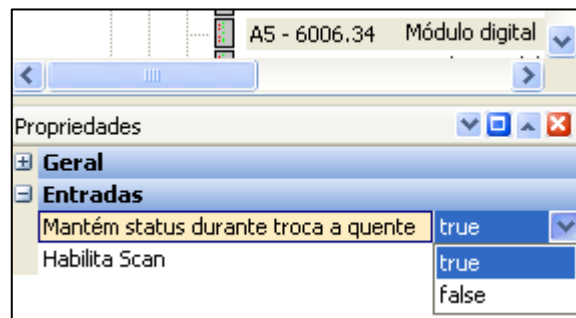 A5 - 6006.34 Módulo digital
Propriedades
Geral
Entradas
Mantém status durante troca a quente true
Habilita Scan true
false